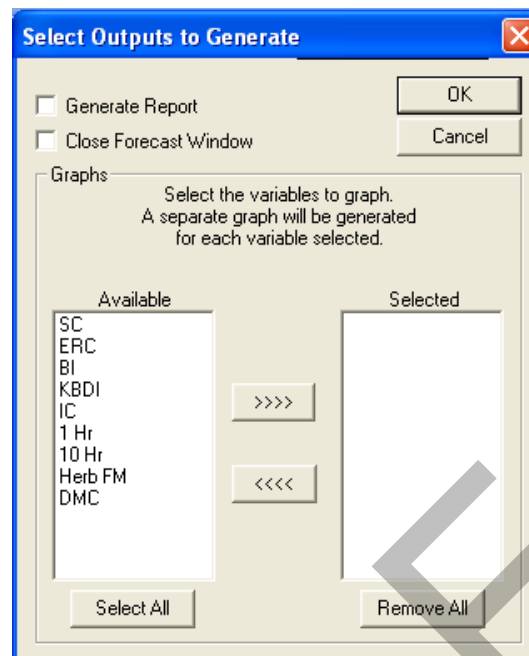 Select Outputs to Generate
Generate Report
OK
Close Forecast Window
Cancel
Graphs
Select the variables to graph.
A separate graph will be generated
for each variable selected.
Available
Selected
SC
ERC
BI
KBDI
IC
1 Hr
10 Hr
Herb FM
DMC
>>>>
<<<<
Select All
Remove All